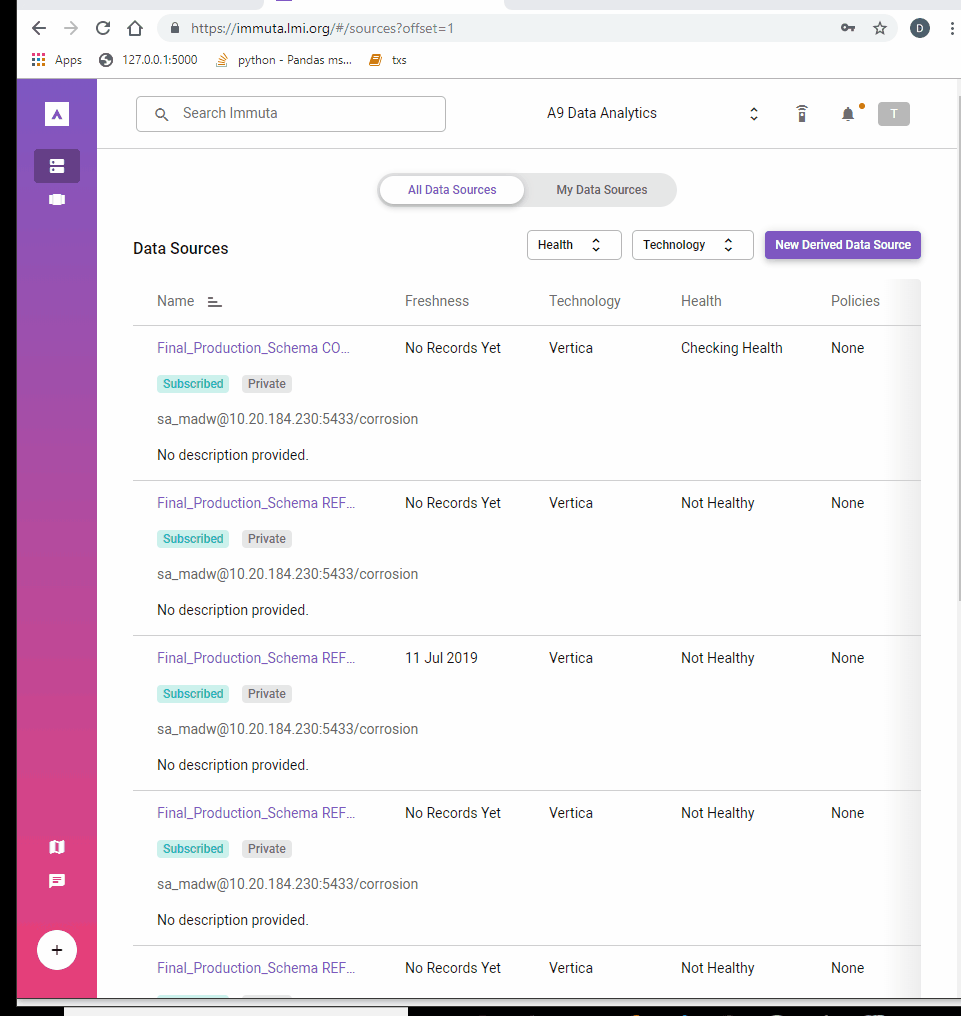 https://immuta.lmi.org/#/sources?offset=1
D
Apps 127.0.0.1:5000 python - Pandas ms... txs
Search Immuta A9 Data Analytics T
All Data Sources My Data Sources
Data Sources Health Technology New Derived Data Source
Name Freshness Technology Health Policies
Final_Production_Schema CO... No Records Yet Vertica Checking Health None
Subscribed Private
sa_madw@10.20.184.230:5433/corrosion
No description provided.
Final_Production_Schema REF... No Records Yet Vertica Not Healthy None
Subscribed Private
sa_madw@10.20.184.230:5433/corrosion
No description provided.
Final_Production_Schema REF... 11 Jul 2019 Vertica Not Healthy None
Subscribed Private
sa_madw@10.20.184.230:5433/corrosion
No description provided.
Final_Production_Schema REF... No Records Yet Vertica Not Healthy None
Subscribed Private
sa_madw@10.20.184.230:5433/corrosion
No description provided.
Final_Production_Schema REF... No Records Yet Vertica Not Healthy None